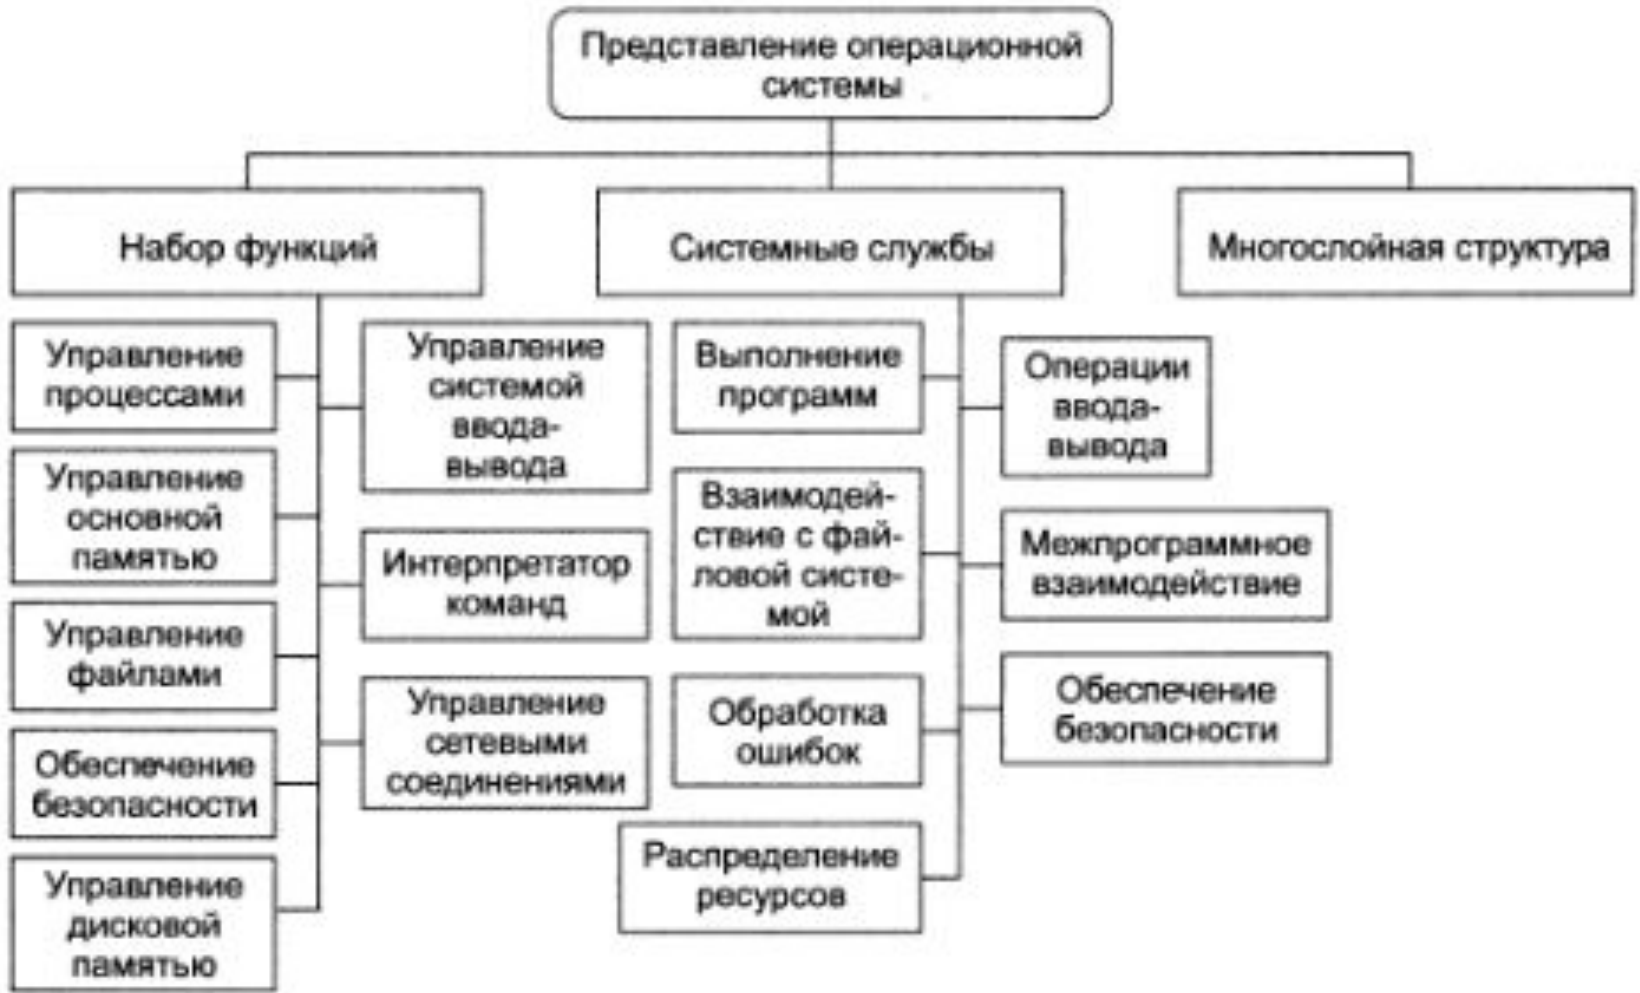 Представление операционной
системы
Набор функций
Системные службы
Многослойная структура
Управление
процессами
Управление
основной
памятью
Управление
файлами
Обеспечение
безопасности
Управление
дисковой
памятью
Управление
системой
ввода-
вывода
Интерпретатор
команд
Управление
сетевыми
соединениями
Выполнение
программ
Взаимодей-
ствие с фай-
ловой систе-
мой
Обработка
ошибок
Распределение
ресурсов
Операции
ввода-
вывода
Межпрограммное
взаимодействие
Обеспечение
безопасности